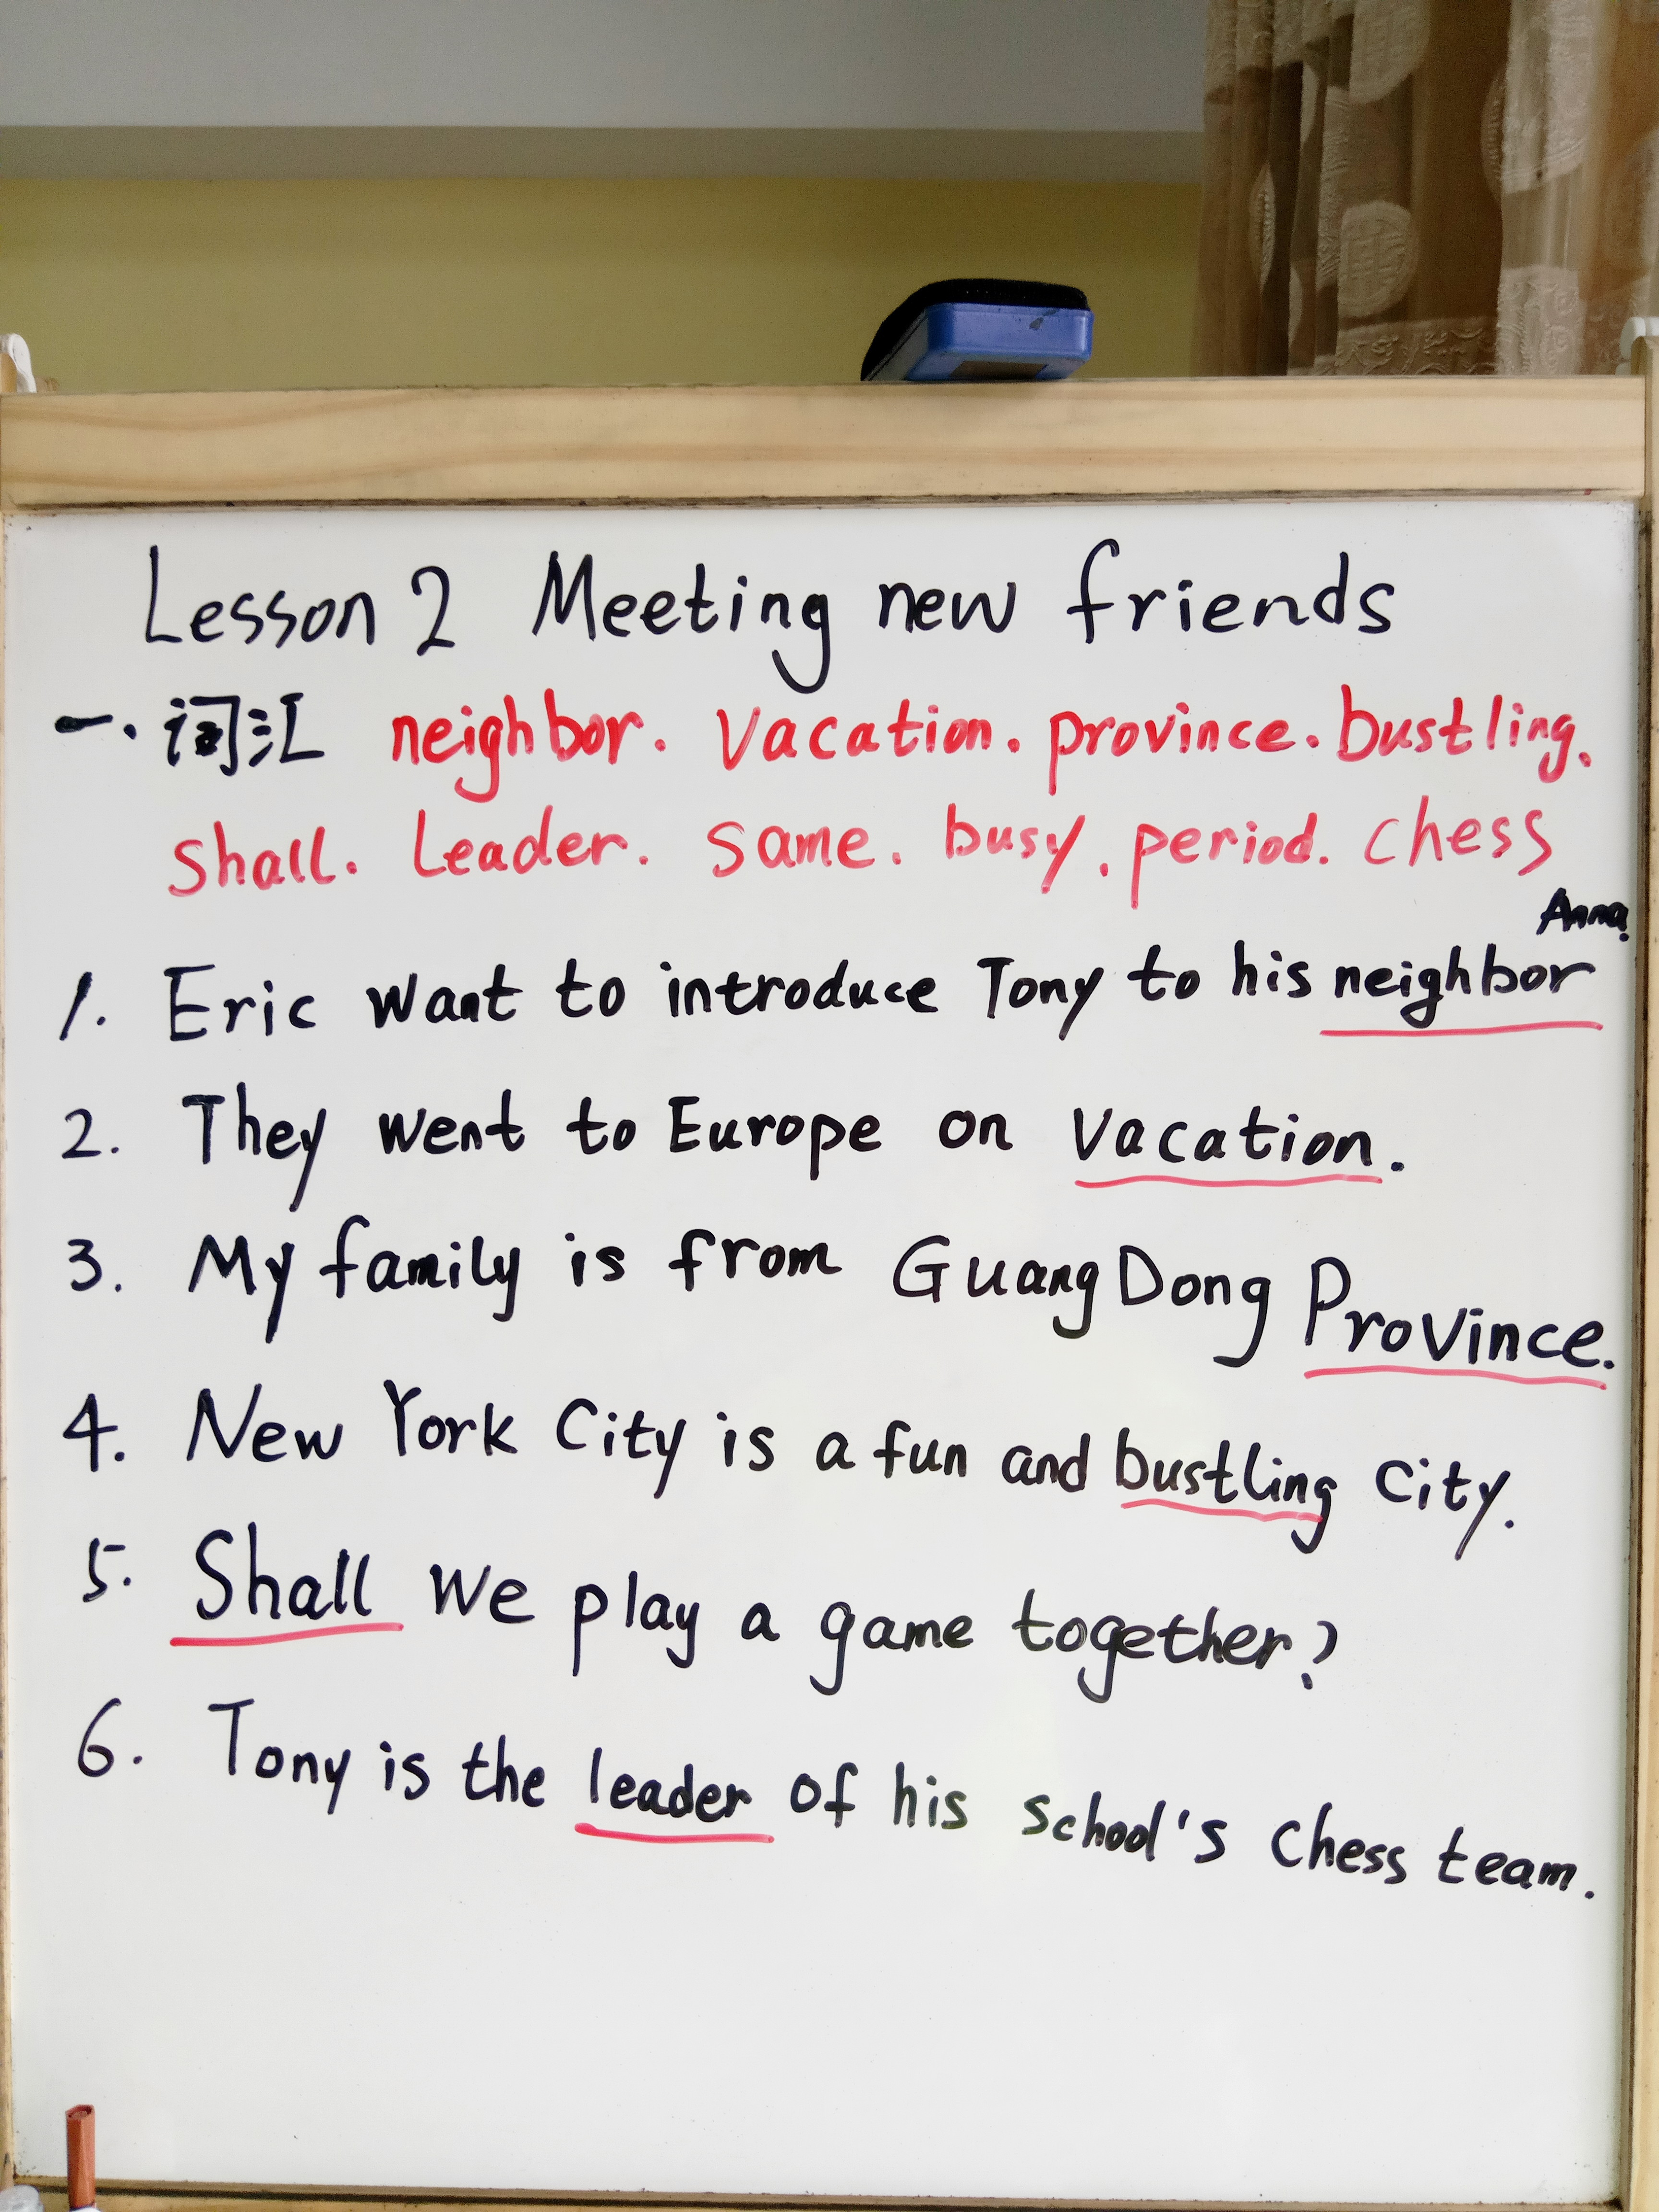 Lesson 2 Meeting new friends
一. 词汇 neighbor. Vacation. province. bustling.
Shall. Leader. same. busy. period. chess
1. Eric want to introduce Tony to his neighbor Anna.
2. They went to Europe on vacation.
3. My family is from GuangDong Province.
4. New York City is a fun and bustling city.
5. Shall we play a game together?
6. Tony is the leader of his school's chess team.